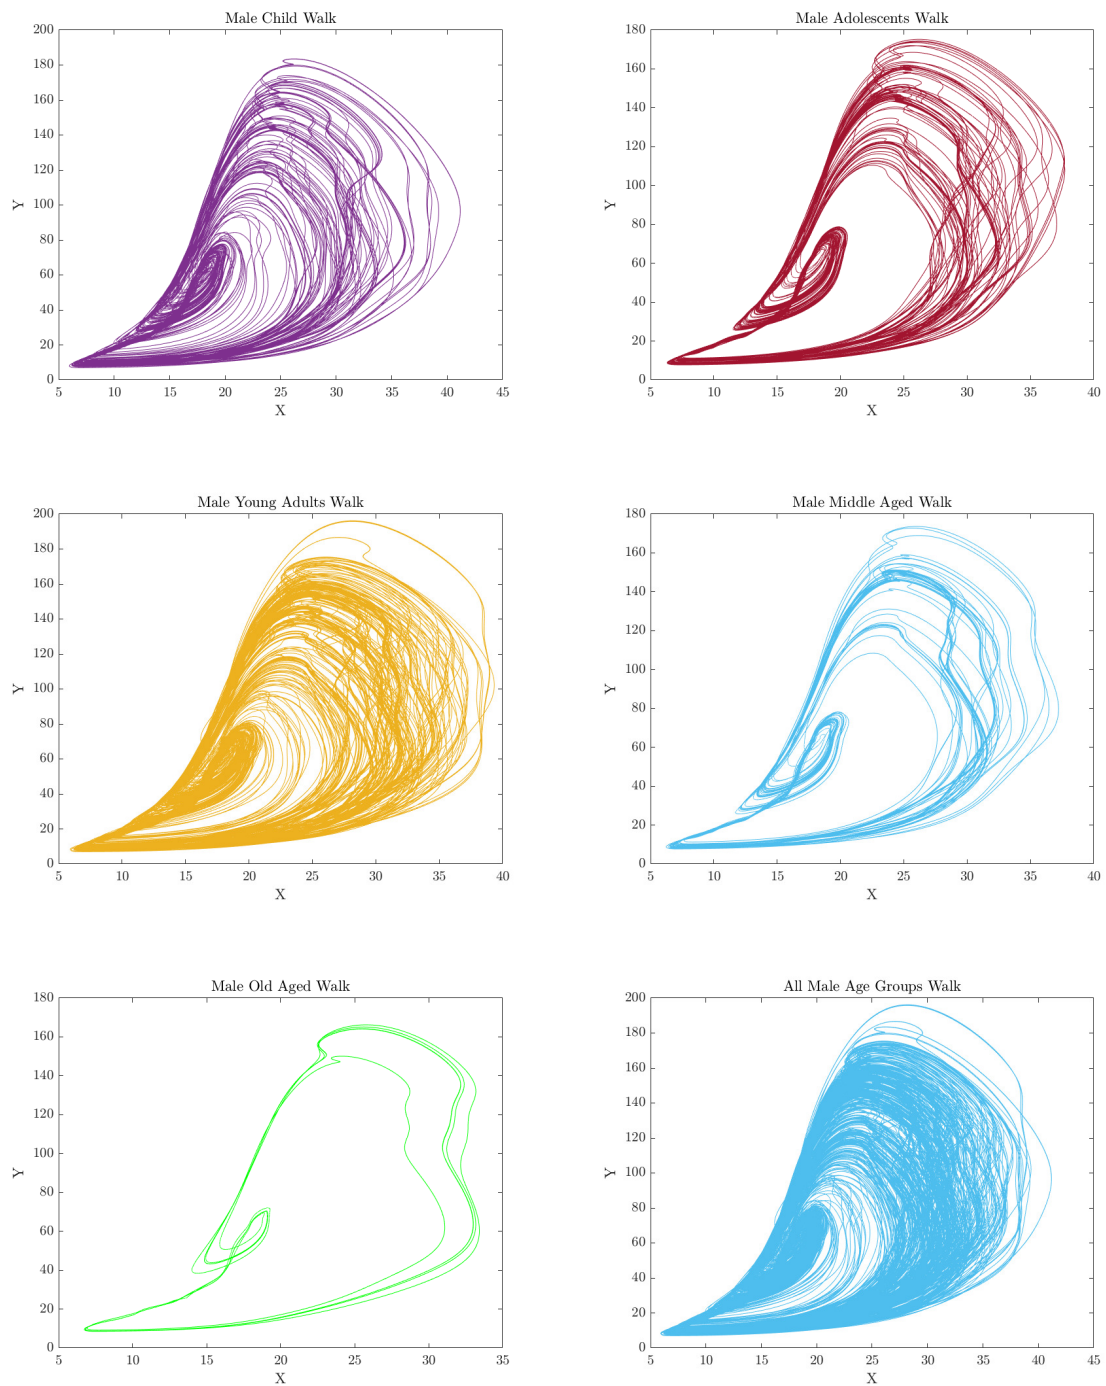 Male Child Walk
200
180
160
140
120
100
80
60
40
20
0
Y
5 10 15 20 25 30 35 40 45
X
Male Adolescents Walk
180
160
140
120
100
80
60
40
20
0
Y
5 10 15 20 25 30 35 40
X
Male Young Adults Walk
200
180
160
140
120
100
80
60
40
20
0
Y
5 10 15 20 25 30 35 40
X
Male Middle Aged Walk
180
160
140
120
100
80
60
40
20
0
Y
5 10 15 20 25 30 35 40
X
Male Old Aged Walk
180
160
140
120
100
80
60
40
20
0
Y
5 10 15 20 25 30 35
X
All Male Age Groups Walk
200
180
160
140
120
100
80
60
40
20
0
Y
5 10 15 20 25 30 35 40 45
X